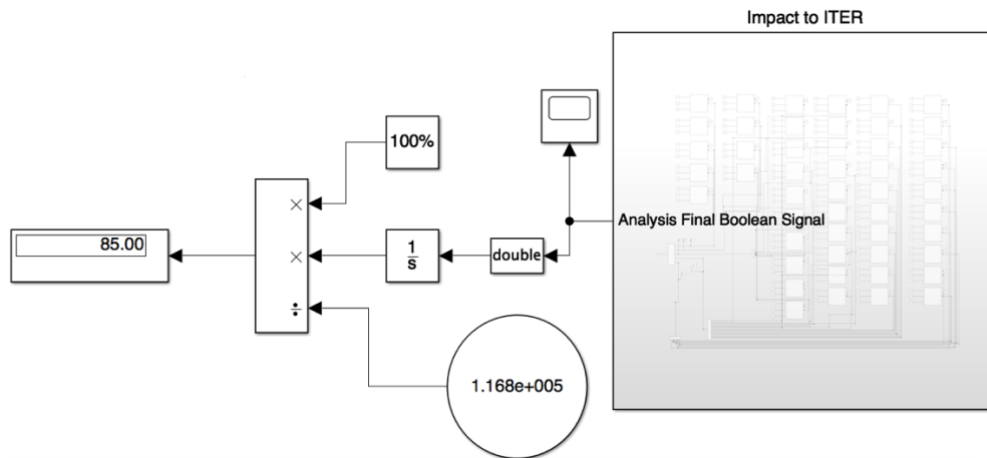 Impact to ITER
100%
×
Analysis Final Boolean Signal
85.00
×
1
s
double
÷
1.168e+005